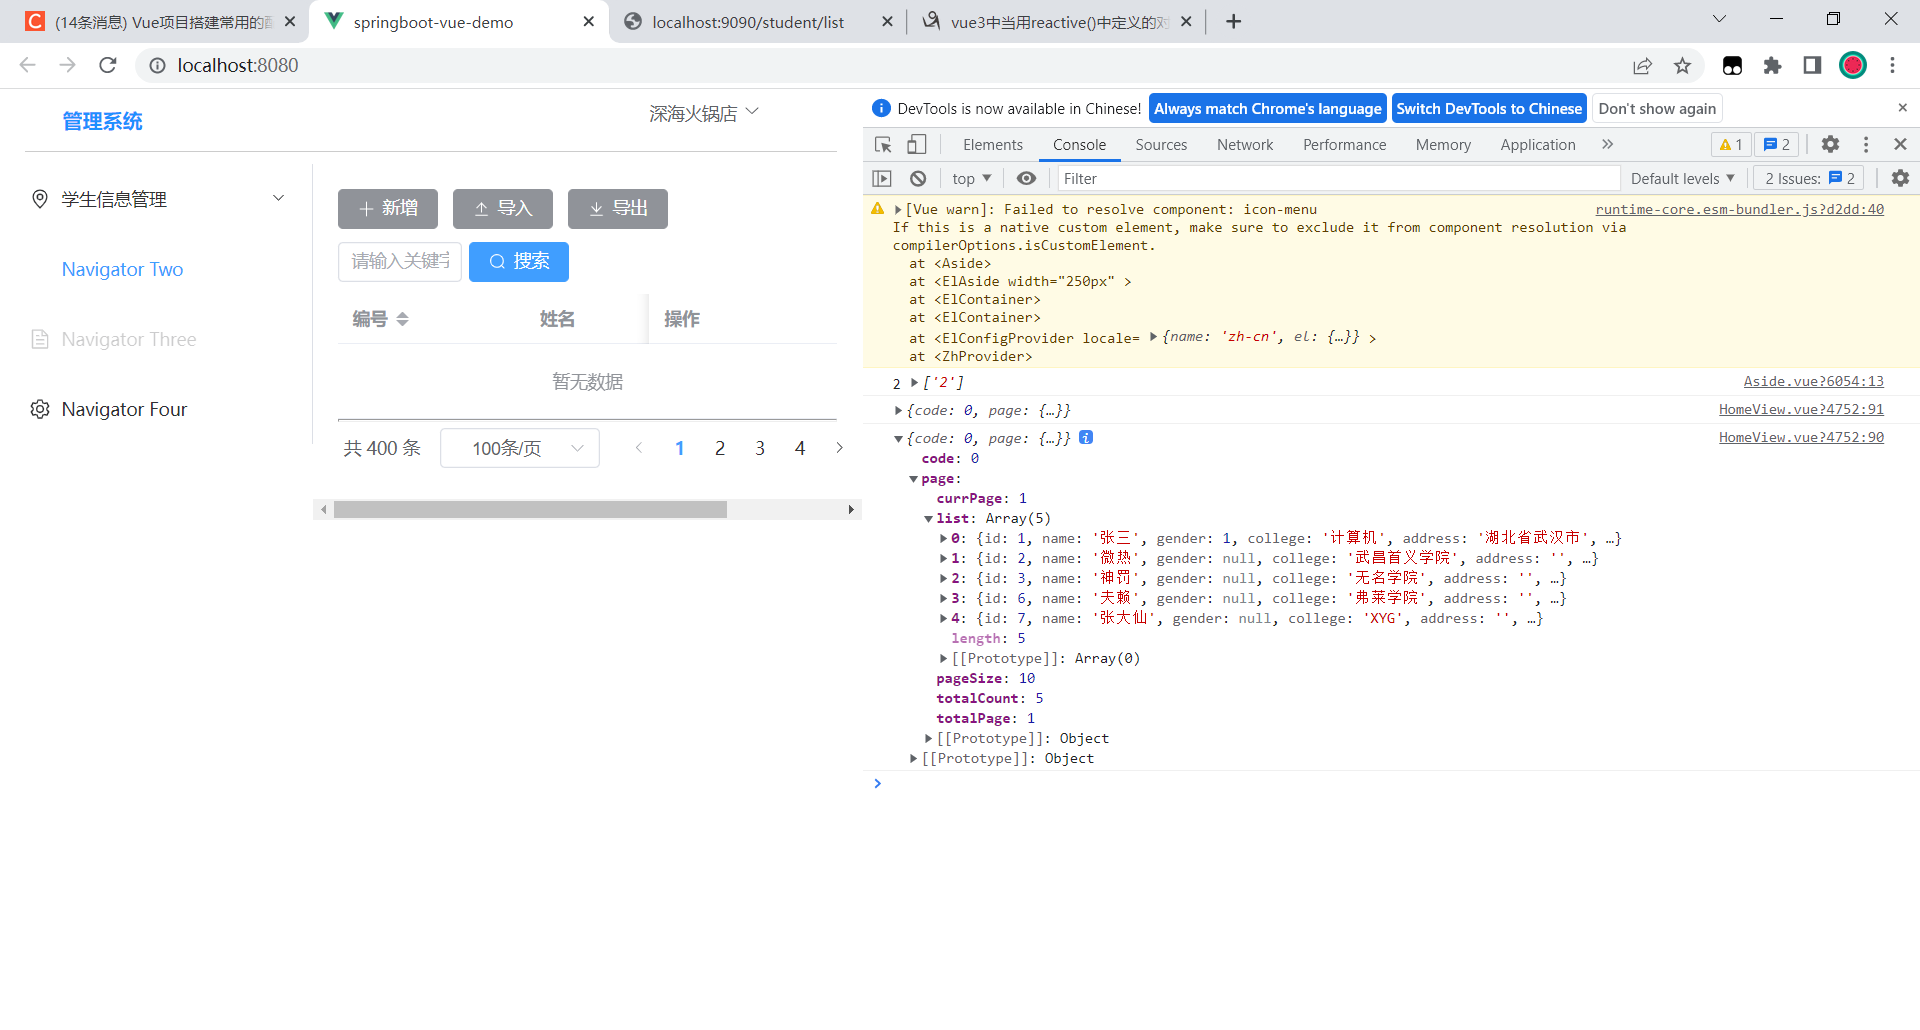 (14条消息) Vue项目搭建常用的
springboot-vue-demo
localhost:9090/student/list
vue3中当用reactive()中定义的对
localhost:8080
管理系统
深海火锅店
学生信息管理
Navigator Two
Navigator Three
Navigator Four
新增
导入
导出
请输入关键字
搜索
编号
姓名
操作
暂无数据
共 400 条
100条/页
1 2 3 4
DevTools is now available in Chinese!
Always match Chrome's language
Switch DevTools to Chinese
Don't show again
Elements Console Sources Network Performance Memory Application » 1 2
top Filter Default levels 2 Issues: 2
[Vue warn]: Failed to resolve component: icon-menu runtime-core.esm-bundler.js?d2dd:40
If this is a native custom element, make sure to exclude it from component resolution via
compilerOptions.isCustomElement.
at <Aside>
at <ElAside width="250px" >
at <ElContainer>
at <ElContainer>
at <ElConfigProvider locale= {name: 'zh-cn', el: {…}} >
at <ZhProvider>
2 ['2'] Aside.vue?6054:13
{code: 0, page: {…}} HomeView.vue?4752:91
{code: 0, page: {…}} i HomeView.vue?4752:90
code: 0
page:
currPage: 1
list: Array(5)
0: {id: 1, name: '张三', gender: 1, college: '计算机', address: '湖北省武汉市', …}
1: {id: 2, name: '微热', gender: null, college: '武昌首义学院', address: '', …}
2: {id: 3, name: '神罚', gender: null, college: '无名学院', address: '', …}
3: {id: 6, name: '夫赖', gender: null, college: '弗莱学院', address: '', …}
4: {id: 7, name: '张大仙', gender: null, college: 'XYG', address: '', …}
length: 5
[[Prototype]]: Array(0)
pageSize: 10
totalCount: 5
totalPage: 1
[[Prototype]]: Object
[[Prototype]]: Object